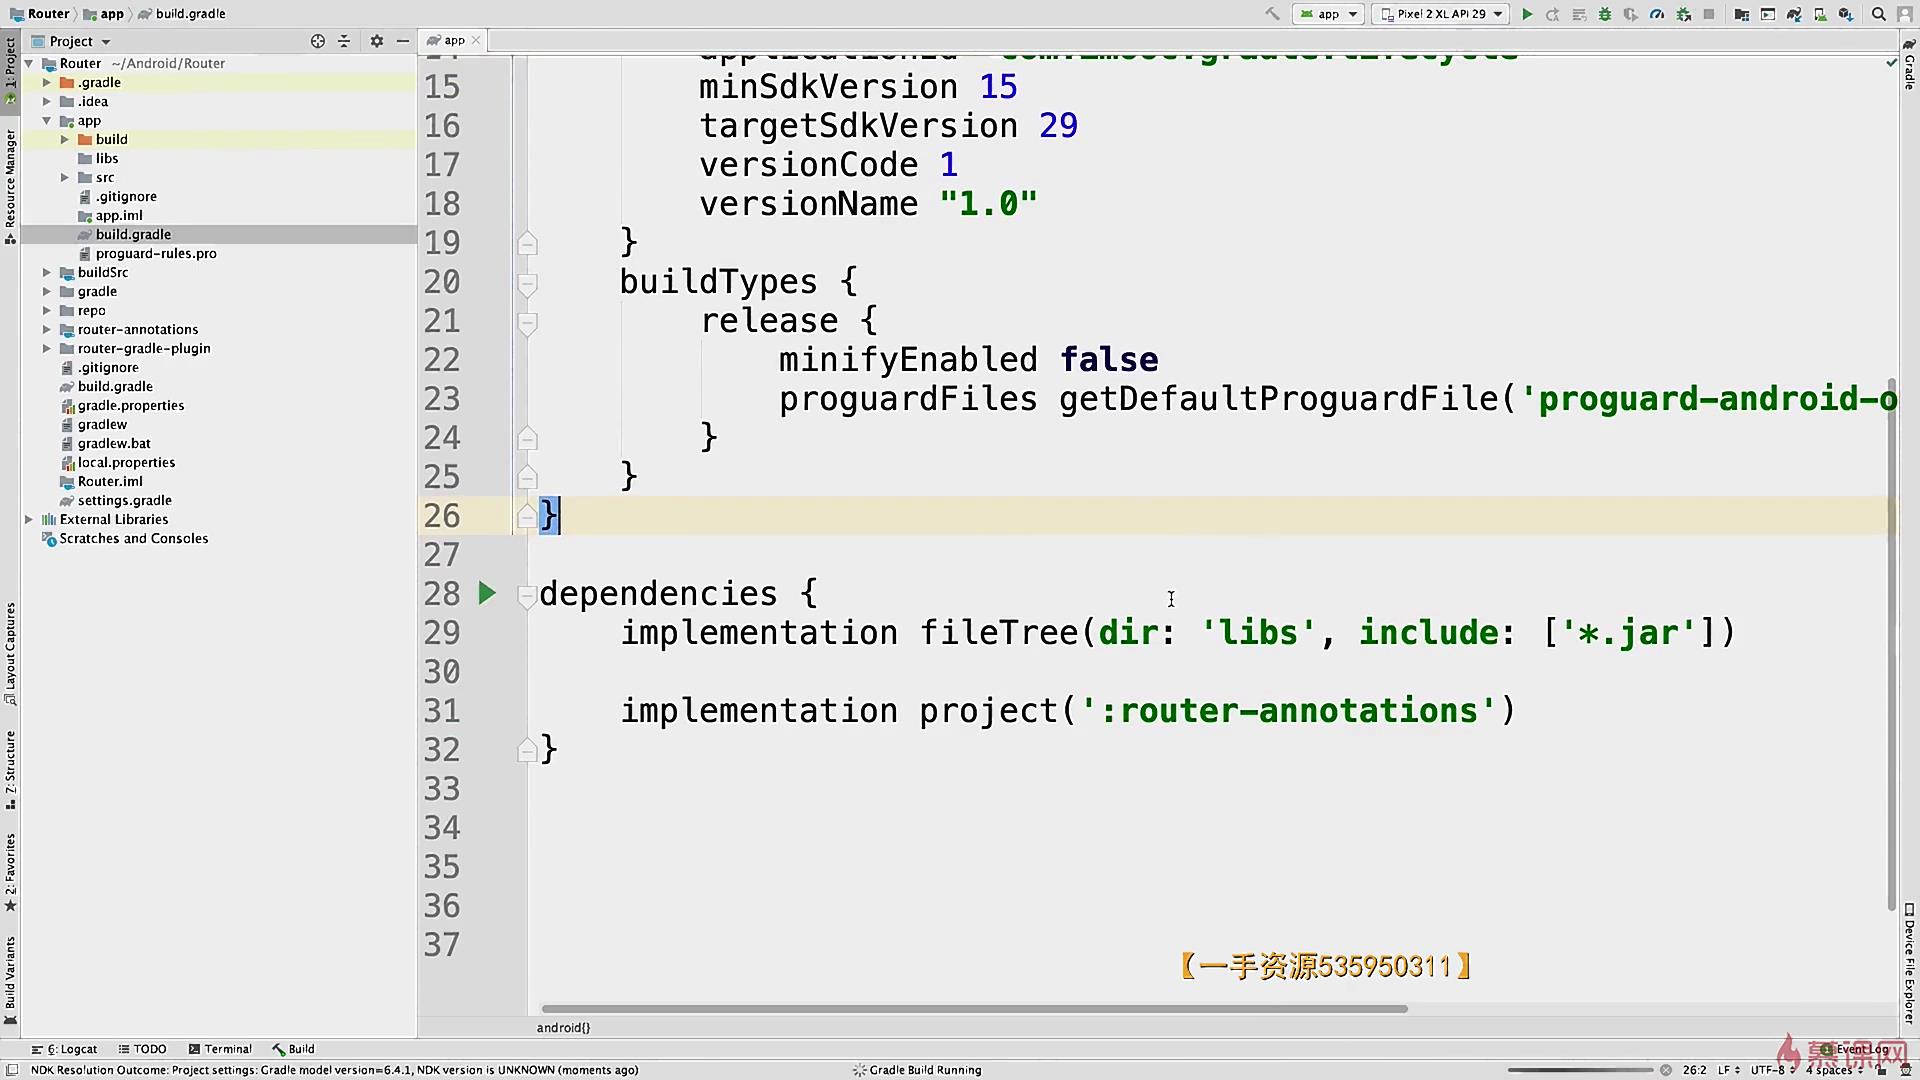 Router app build.gradle
app
Pixel 2 XL API 29
Project
app
Router ~/Android/Router
.gradle
.idea
app
build
libs
src
.gitignore
app.iml
build.gradle
proguard-rules.pro
buildSrc
gradle
repo
router-annotations
router-gradle-plugin
.gitignore
build.gradle
gradle.properties
gradlew
gradlew.bat
local.properties
Router.iml
settings.gradle
External Libraries
Scratches and Consoles
1: Project
Resource Manager
Layout Captures
7: Structure
2: Favorites
Build Variants
15 minSdkVersion 15
16 targetSdkVersion 29
17 versionCode 1
18 versionName "1.0"
19 }
20 buildTypes {
21 release {
22 minifyEnabled false
23 proguardFiles getDefaultProguardFile('proguard-android-o
24 }
25 }
26 }
27
28 dependencies {
29 implementation fileTree(dir: 'libs', include: ['*.jar'])
30
31 implementation project(':router-annotations')
32 }
33
34
35
36
37
【一手资源535950311】
android{}
Gradle
Device File Explorer
6: Logcat TODO Terminal Build
Event Log
慕课网
NDK Resolution Outcome: Project settings: Gradle model version=6.4.1, NDK version is UNKNOWN (moments ago)
Gradle Build Running
26:2 LF UTF-8 4 spaces